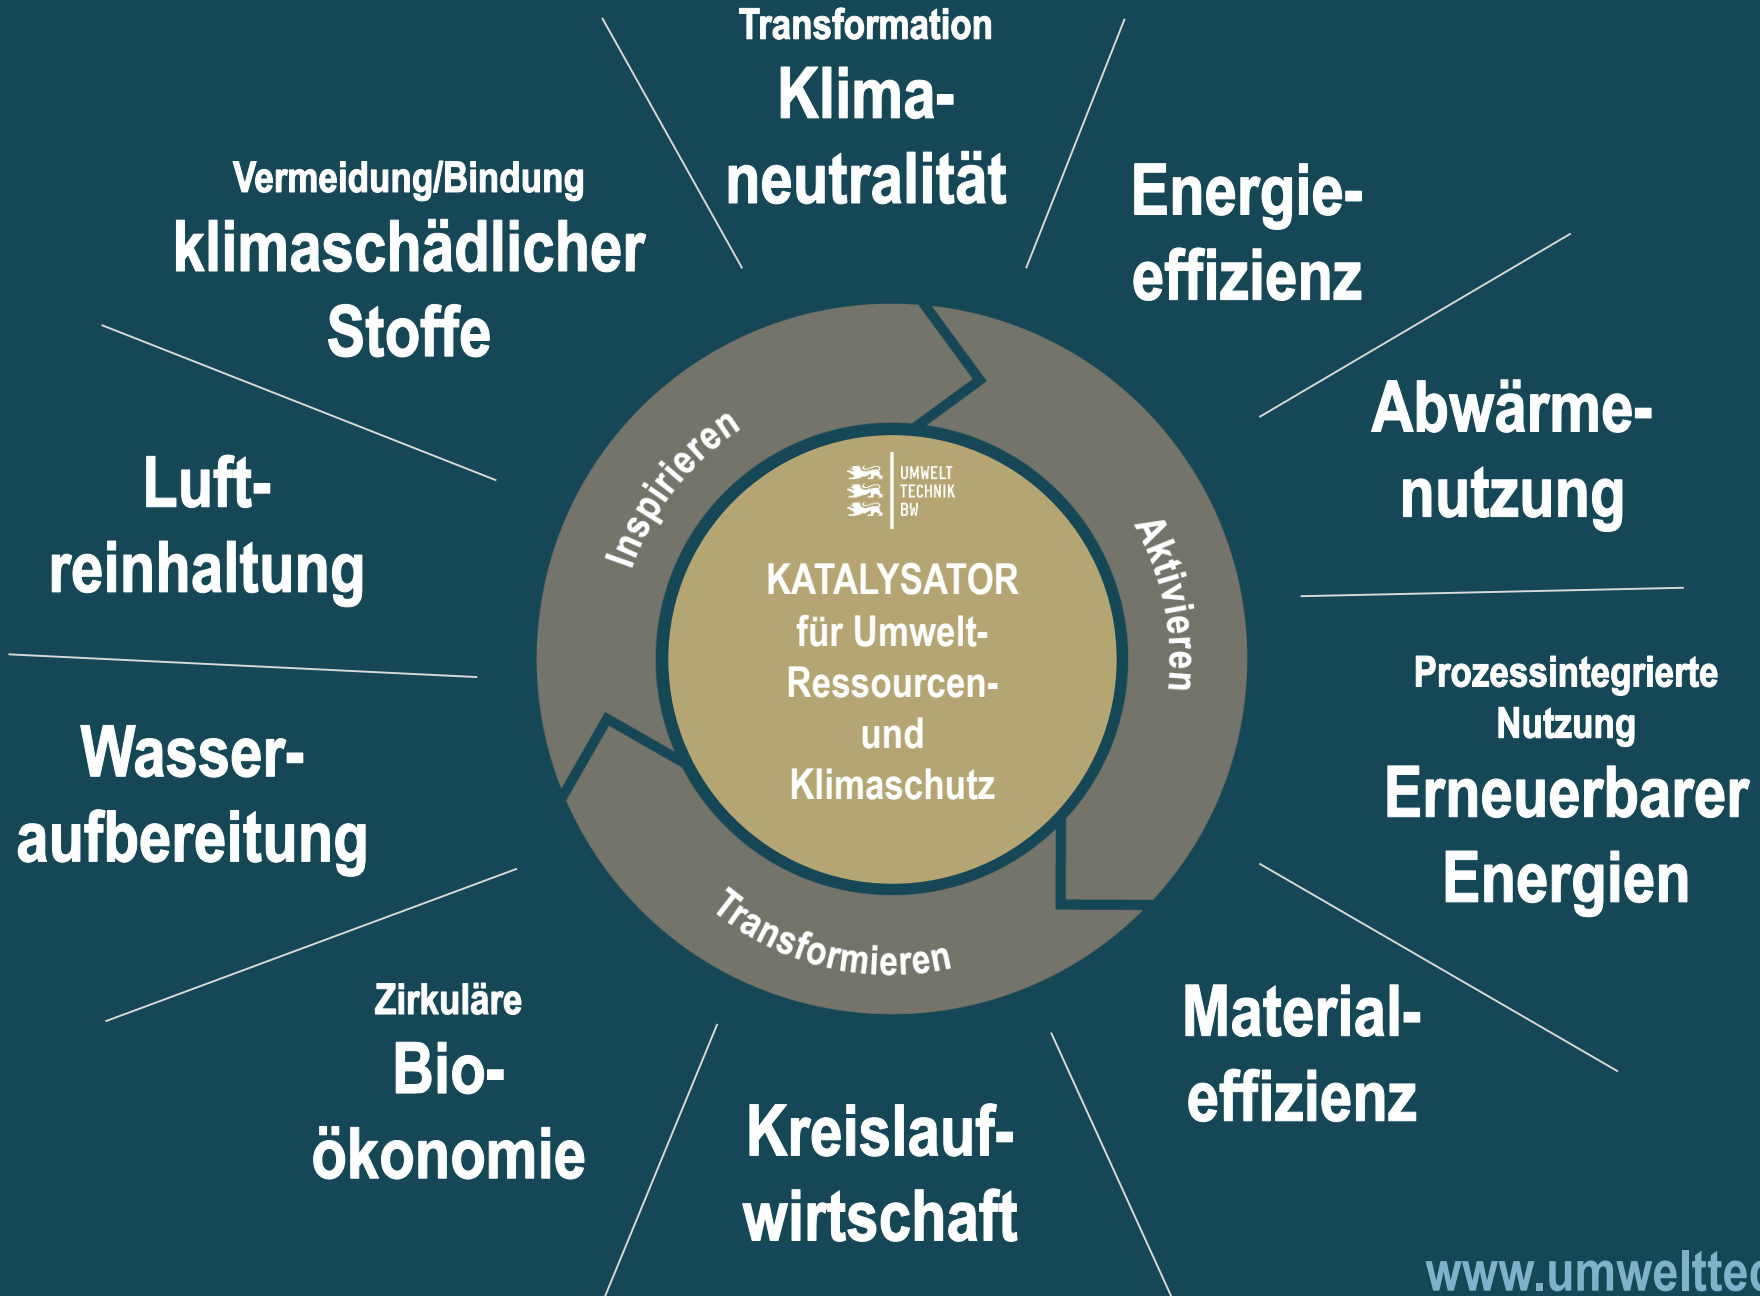 Transformation
Klima-
neutralität
Energie-
effizienz
Abwärme-
nutzung
Prozessintegrierte
Nutzung
Erneuerbarer
Energien
Material-
effizienz
Kreislauf-
wirtschaft
Zirkuläre
Bio-
ökonomie
Wasser-
aufbereitung
Luft-
reinhaltung
Vermeidung/Bindung
klimaschädlicher
Stoffe
Inspirieren
Aktivieren
Transformieren
UMWELT
TECHNIK
BW
KATALYSATOR
für Umwelt-
Ressourcen-
und
Klimaschutz